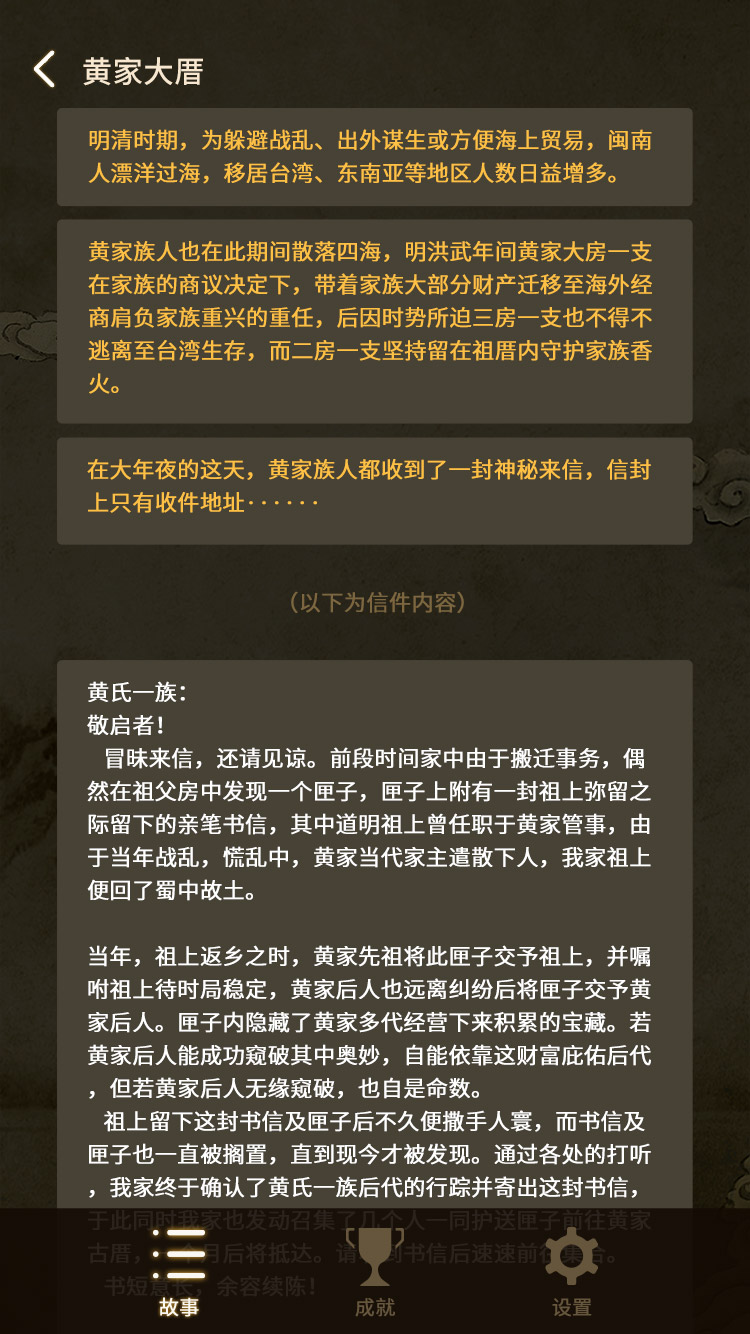 黄家大厝
明清时期，为躲避战乱、出外谋生或方便海上贸易，闽南
人漂洋过海，移居台湾、东南亚等地区人数日益增多。
黄家族人也在此期间散落四海，明洪武年间黄家大房一支
在家族的商议决定下，带着家族大部分财产迁移至海外经
商肩负家族重兴的重任，后因时势所迫三房一支也不得不
逃离至台湾生存，而二房一支坚持留在祖厝内守护家族香
火。
在大年夜的这天，黄家族人都收到了一封神秘来信，信封
上只有收件地址······
（以下为信件内容）
黄氏一族：
敬启者！
冒昧来信，还请见谅。前段时间家中由于搬迁事务，偶
然在祖父房中发现一个匣子，匣子上附有一封祖上弥留之
际留下的亲笔书信，其中道明祖上曾任职于黄家管事，由
于当年战乱，慌乱中，黄家当代家主遣散下人，我家祖上
便回了蜀中故土。
当年，祖上返乡之时，黄家先祖将此匣子交予祖上，并嘱
咐祖上待时局稳定，黄家后人也远离纠纷后将匣子交予黄
家后人。匣子内隐藏了黄家多代经营下来积累的宝藏。若
黄家后人能成功窥破其中奥妙，自能依靠这财富庇佑后代
，但若黄家后人无缘窥破，也自是命数。
祖上留下这封书信及匣子后不久便撒手人寰，而书信及
匣子也一直被搁置，直到现今才被发现。通过各处的打听
，我家终于确认了黄氏一族后代的行踪并寄出这封书信，
于此同时我家也发动召集了几个人一同护送匣子前往黄家
古厝，月后将抵达。请到书信后速速前往集合。
书短意长，余容续陈！
故事
成就
设置